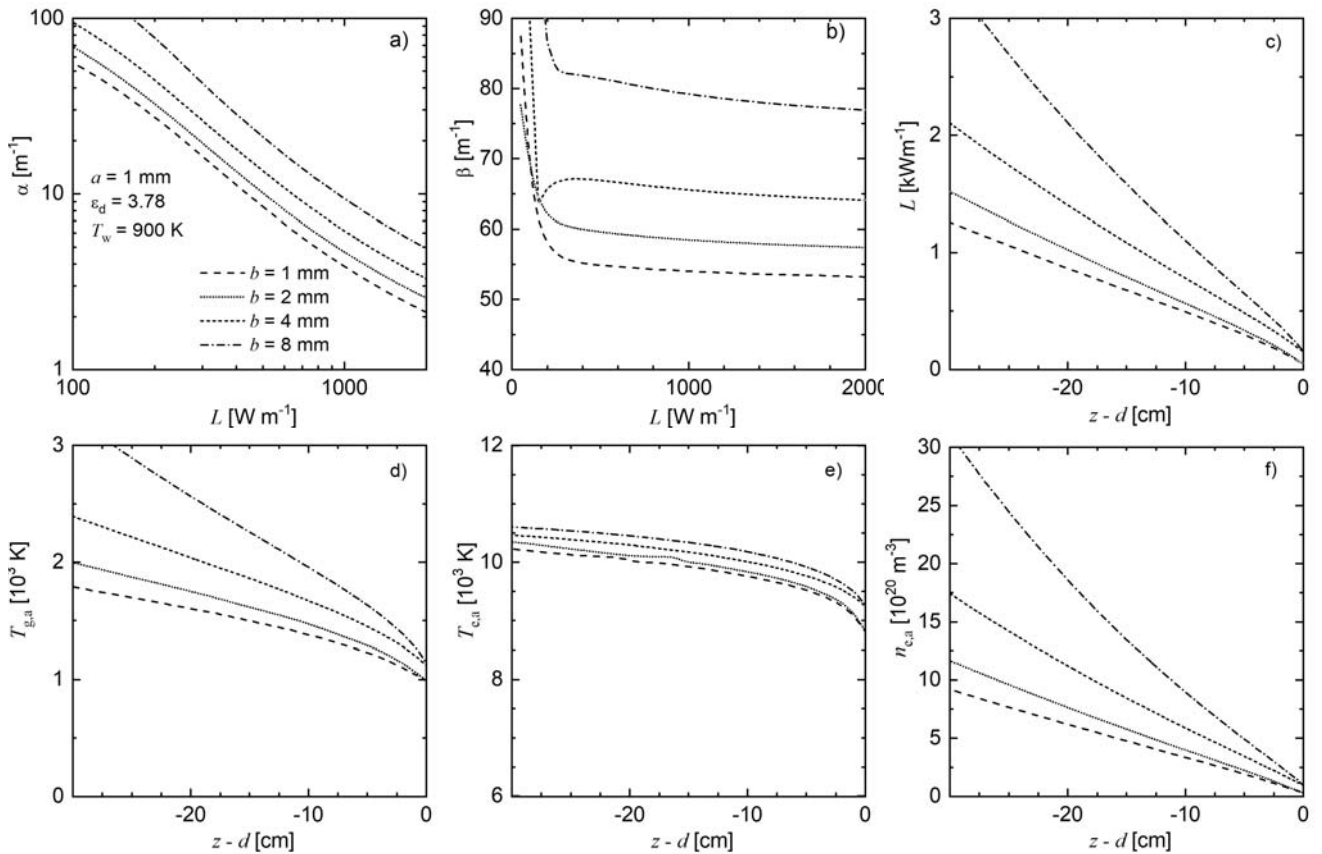 a)
100
10
1
α [m⁻¹]
a = 1 mm
ε_d = 3.78
T_w = 900 K
b = 1 mm
b = 2 mm
b = 4 mm
b = 8 mm
100 1000
L [W m⁻¹]
b)
90
80
70
60
50
40
β [m⁻¹]
0 1000 2000
L [W m⁻¹]
c)
3
2
1
0
L [kWm⁻¹]
-20 -10 0
z - d [cm]
d)
3
2
1
0
T_g,a [10³ K]
-20 -10 0
z - d [cm]
e)
12
10
8
6
T_e,a [10³ K]
-20 -10 0
z - d [cm]
f)
30
25
20
15
10
5
0
n_e,a [10²⁰ m⁻³]
-20 -10 0
z - d [cm]